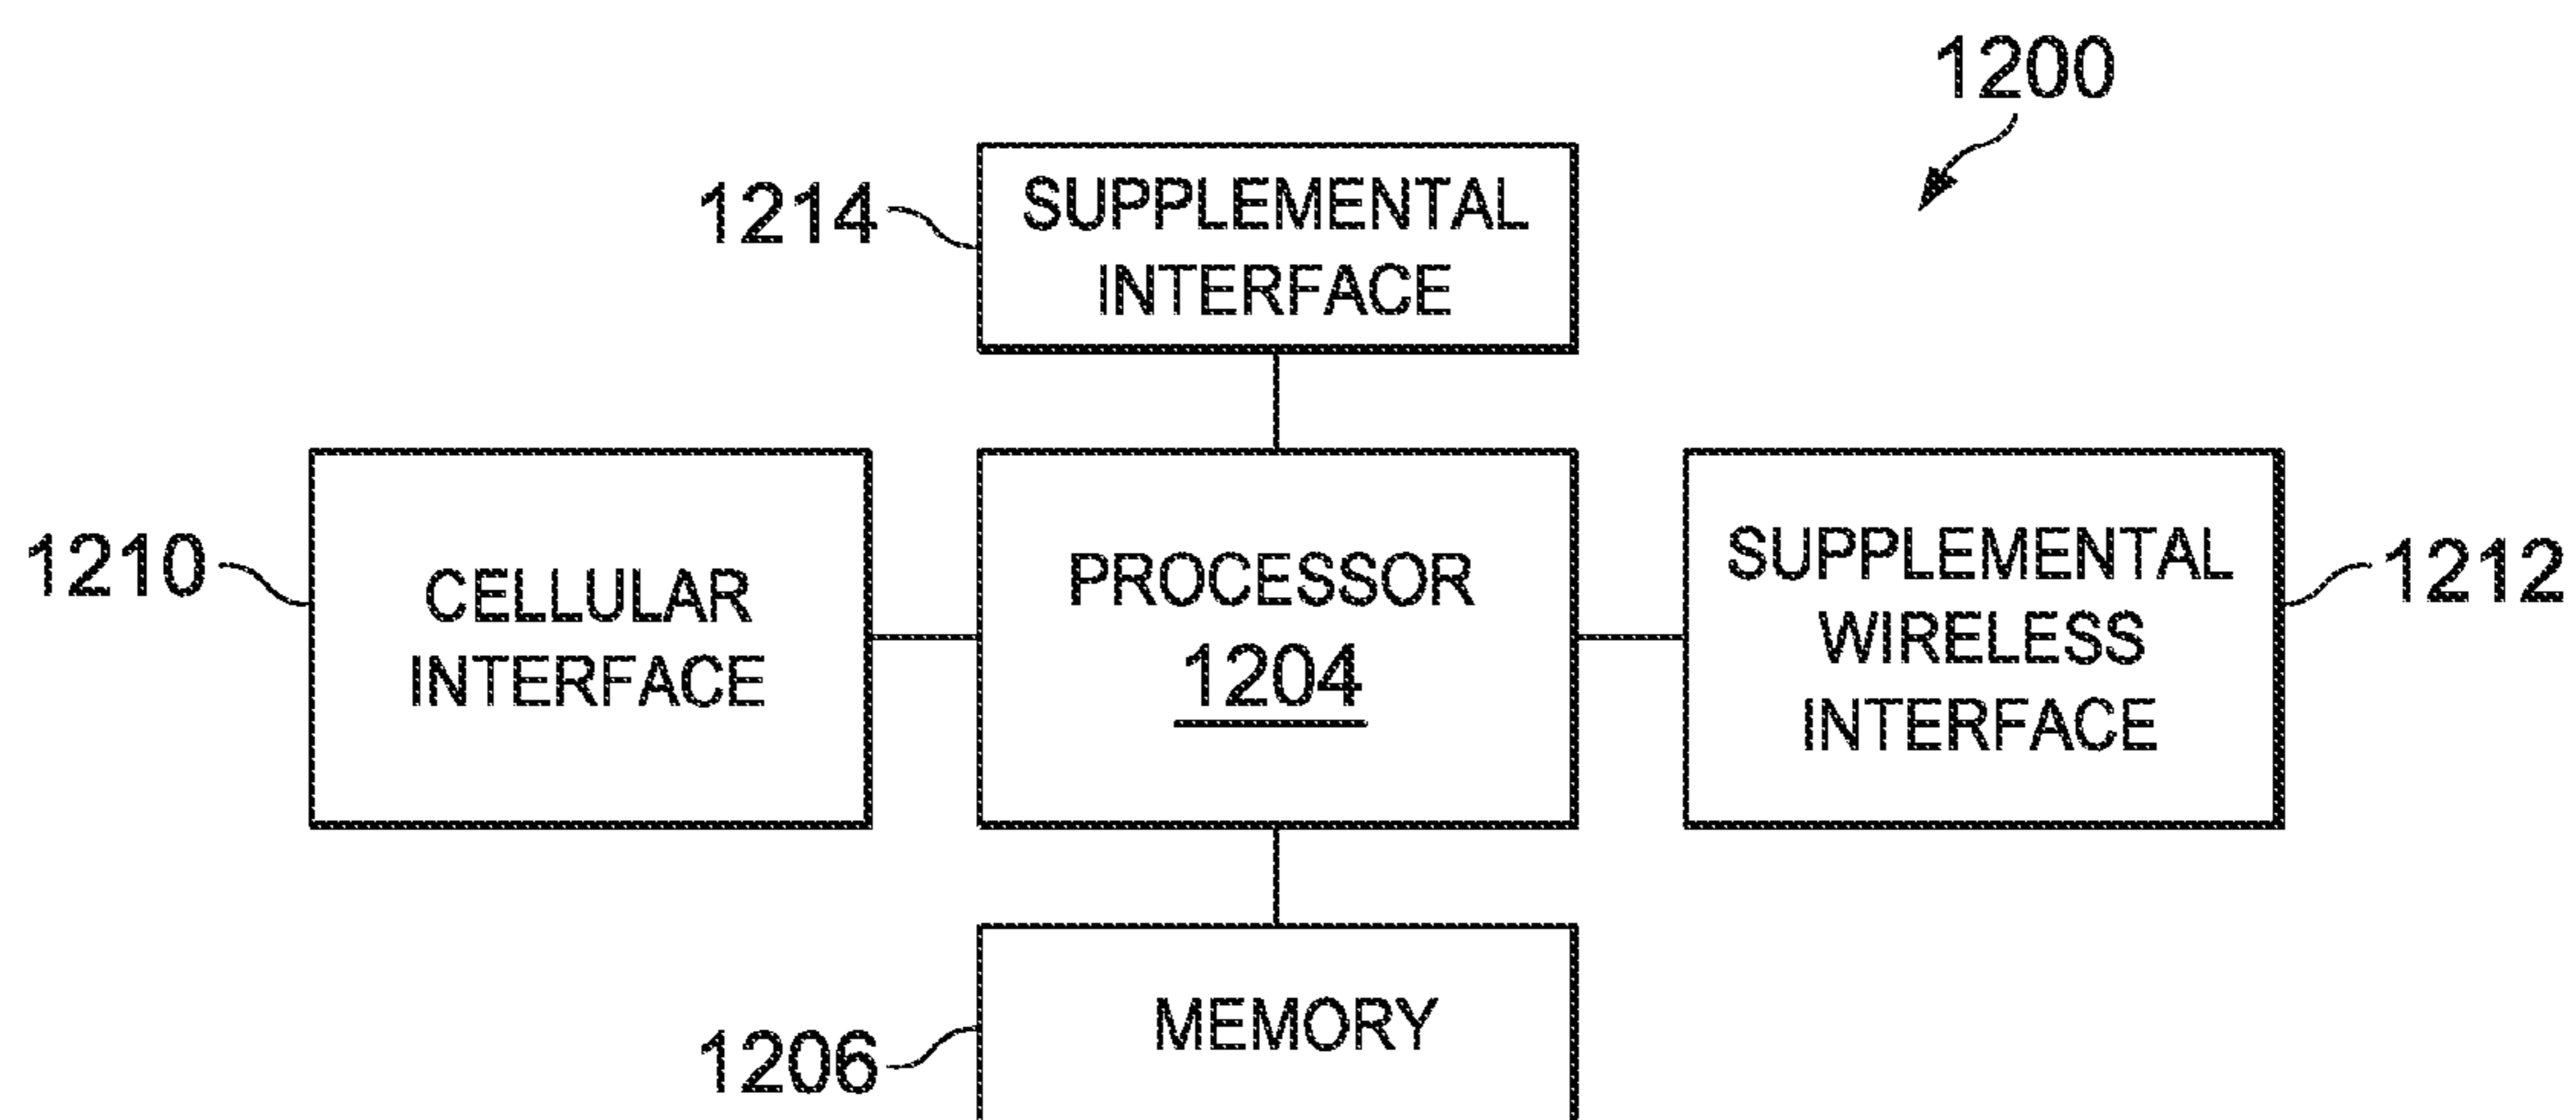 1200
1214
SUPPLEMENTAL
INTERFACE
1210
CELLULAR
INTERFACE
PROCESSOR
1204
SUPPLEMENTAL
WIRELESS
INTERFACE
1212
1206
MEMORY